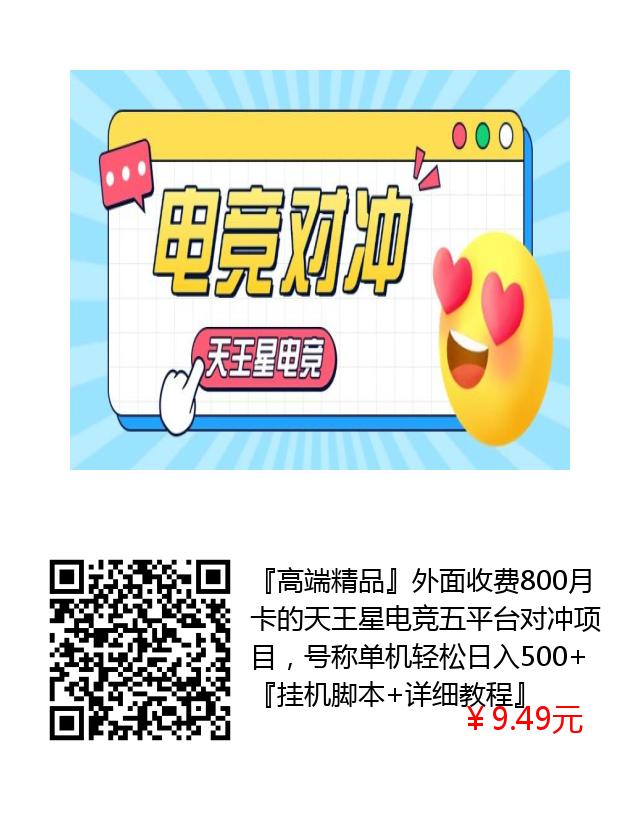 电竞对冲
天王星电竞
『高端精品』外面收费800月
卡的天王星电竞五平台对冲项
目，号称单机轻松日入500+
『挂机脚本+详细教程』
￥9.49元